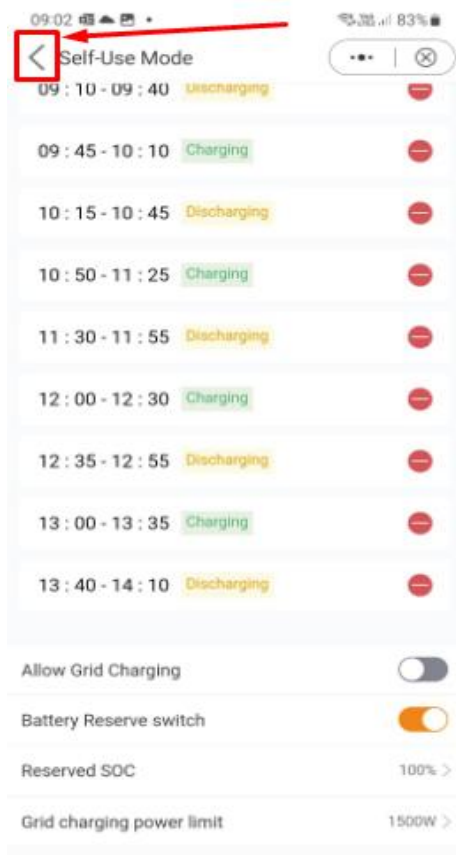 09:02
83%
Self-Use Mode
09 : 10 - 09 : 40 Discharging
09 : 45 - 10 : 10 Charging
10 : 15 - 10 : 45 Discharging
10 : 50 - 11 : 25 Charging
11 : 30 - 11 : 55 Discharging
12 : 00 - 12 : 30 Charging
12 : 35 - 12 : 55 Discharging
13 : 00 - 13 : 35 Charging
13 : 40 - 14 : 10 Discharging
Allow Grid Charging
Battery Reserve switch
Reserved SOC 100% >
Grid charging power limit 1500W >